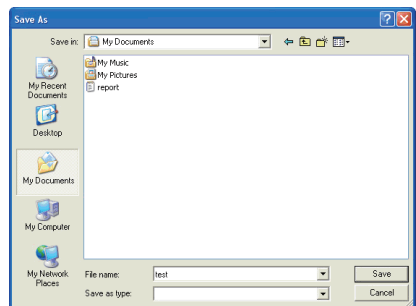 Save As
Save in: My Documents
My Recent
Documents
Desktop
My Documents
My Computer
My Network
Places
My Music
My Pictures
report
File name: test Save
Save as type: Cancel